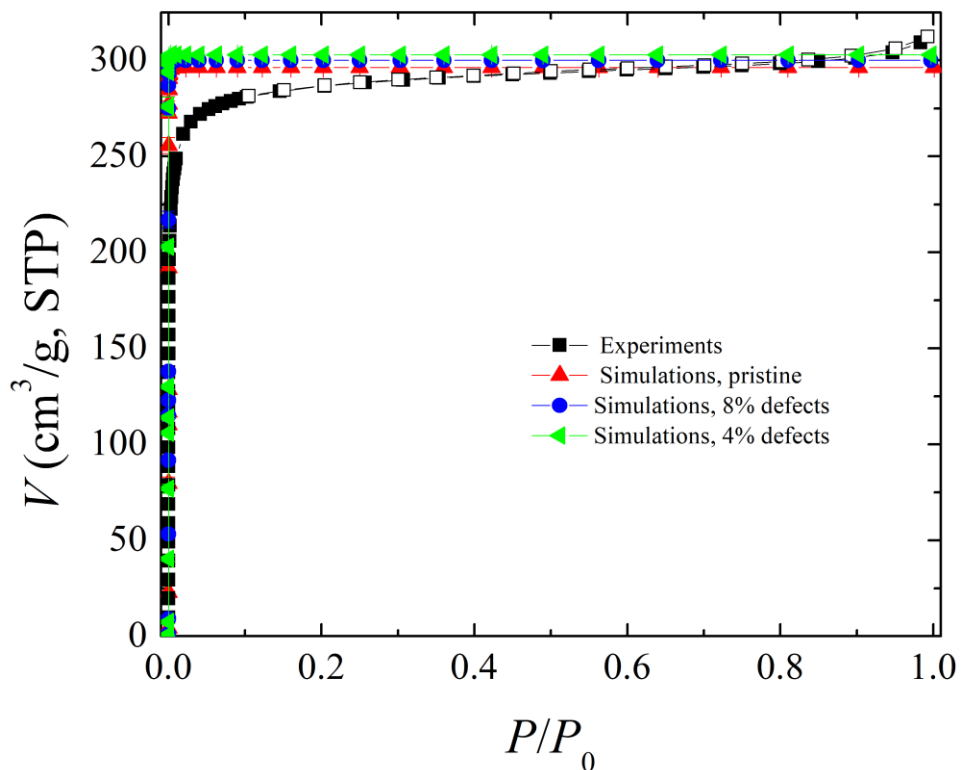 V (cm³/g, STP)
300
250
200
150
100
50
0
Experiments
Simulations, pristine
Simulations, 8% defects
Simulations, 4% defects
0.0 0.2 0.4 0.6 0.8 1.0
P/P₀